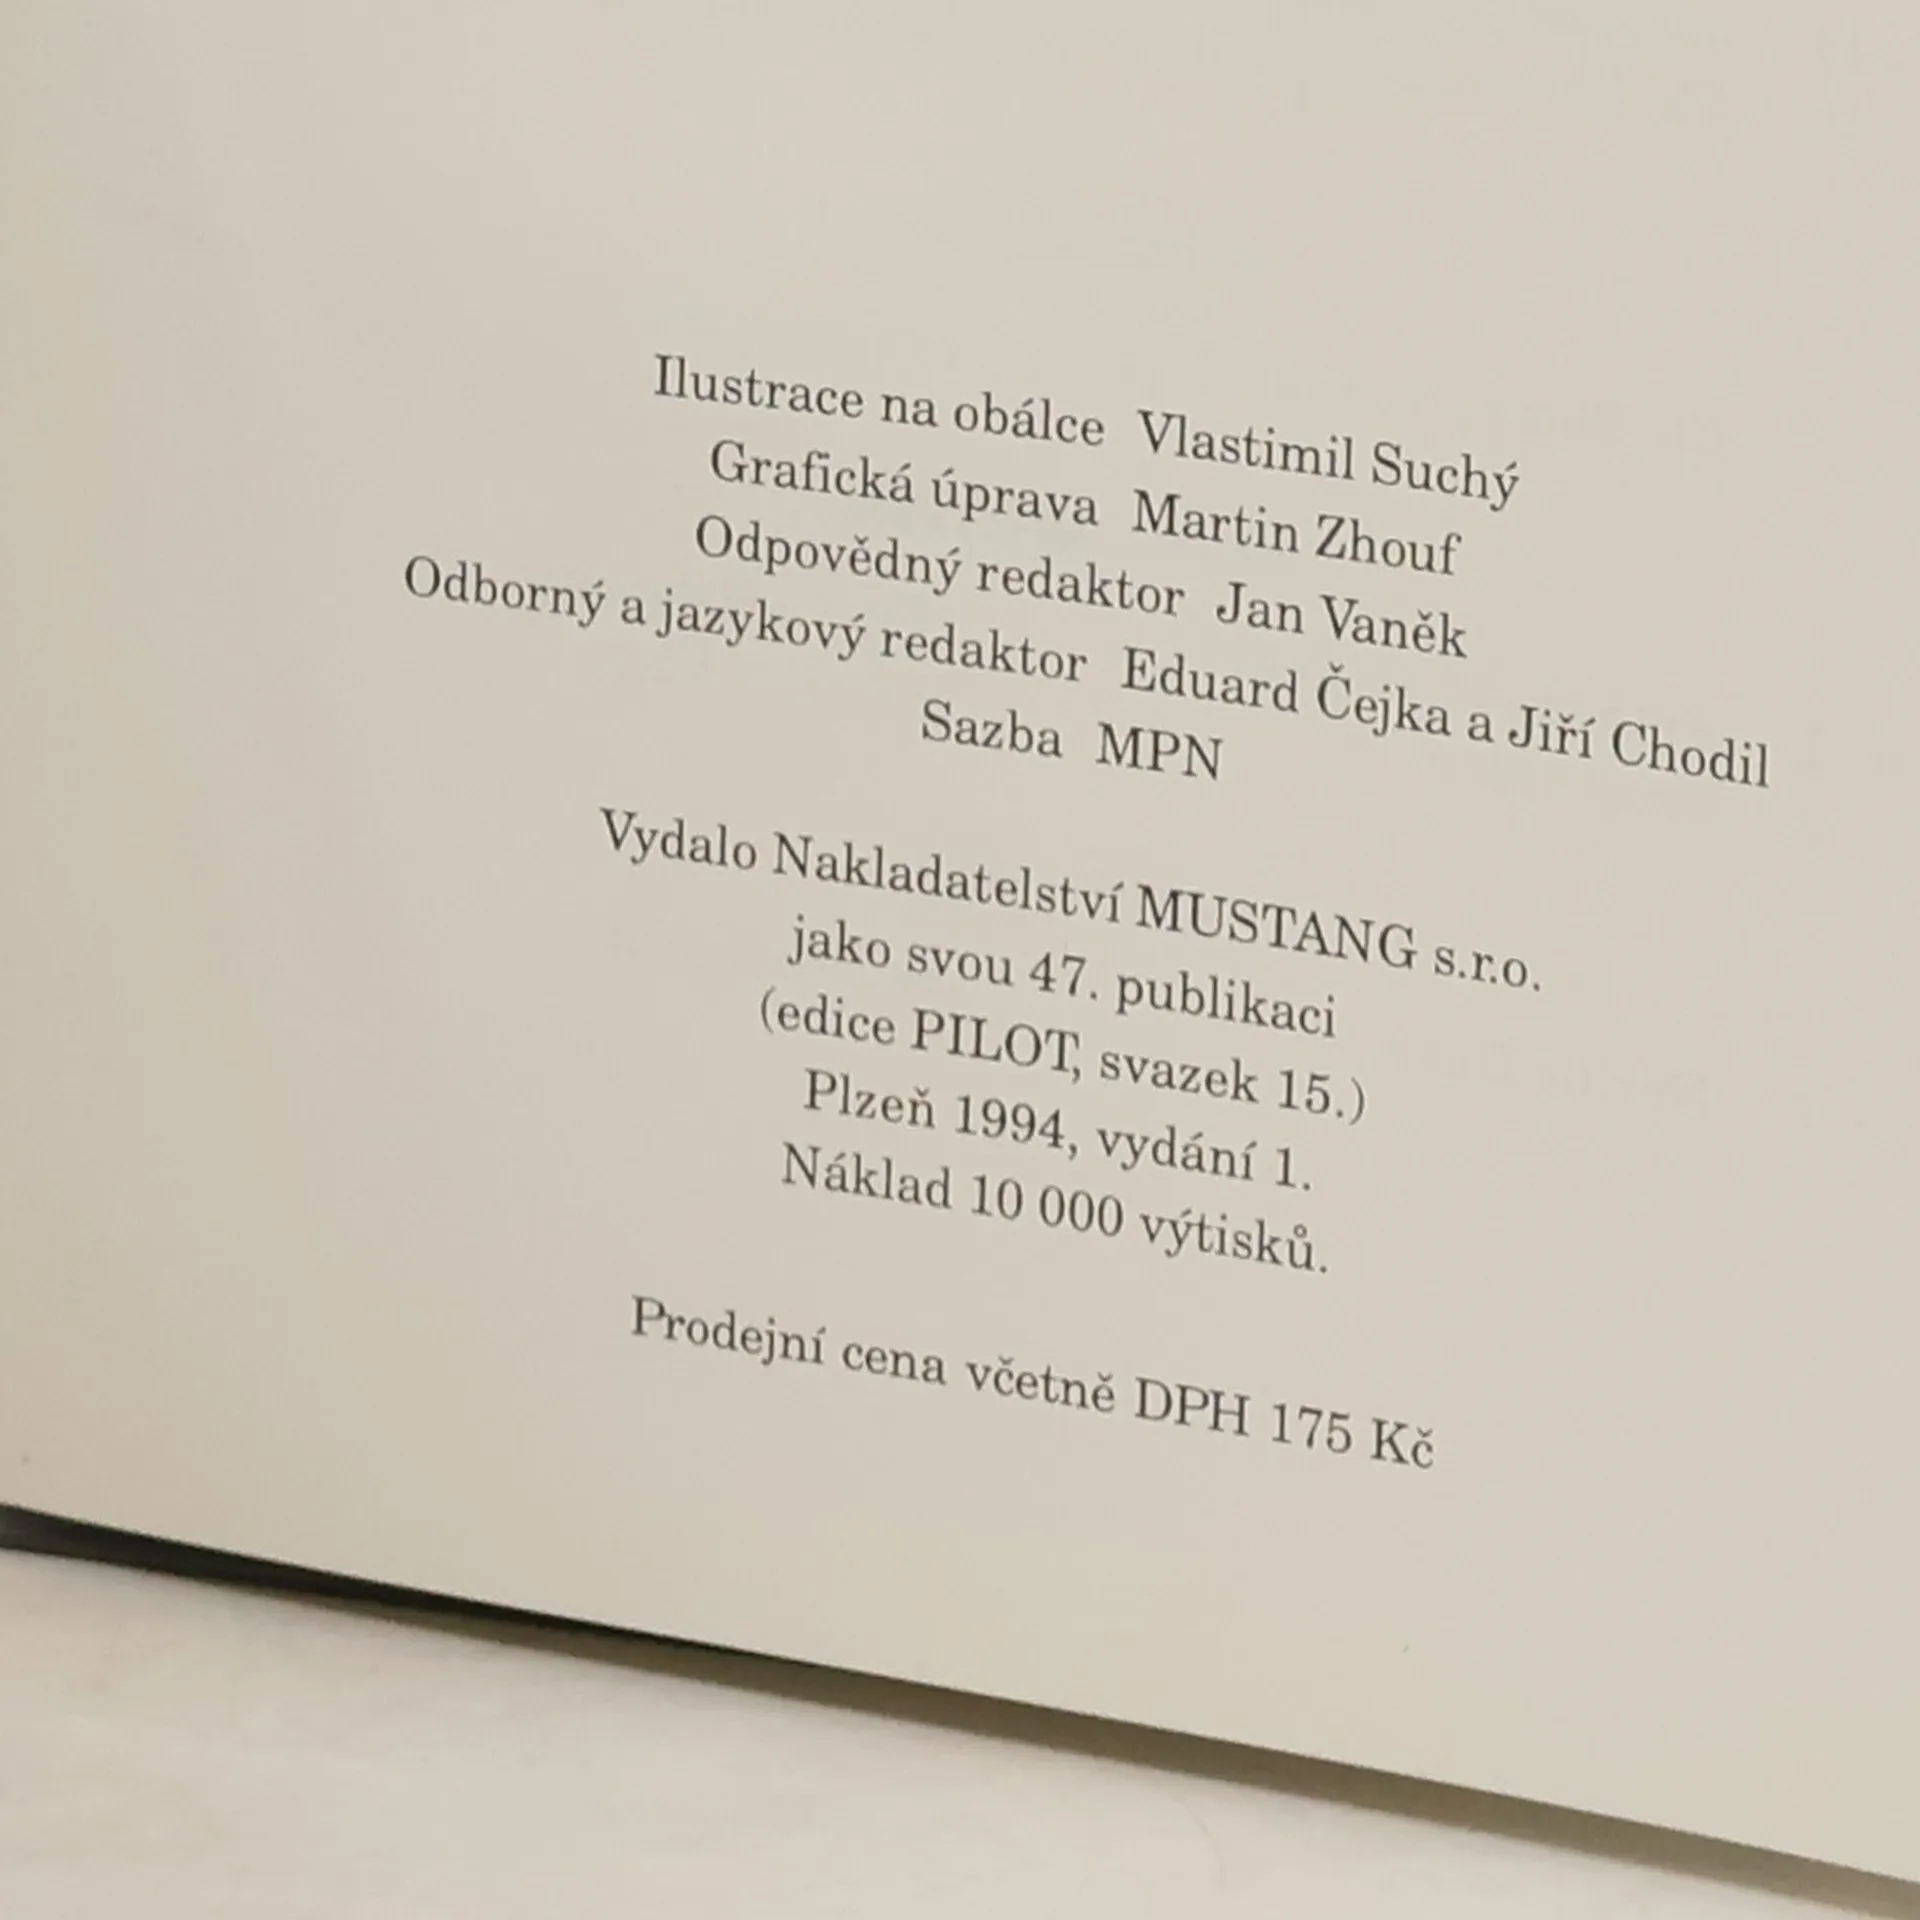 Ilustrace na obálce Vlastimil Suchý
Grafická úprava Martin Zhouf
Odpovědný redaktor Jan Vaněk
Odborný a jazykový redaktor Eduard Čejka a Jiří Chodil
Sazba MPN
Vydalo Nakladatelství MUSTANG s.r.o.
jako svou 47. publikaci
(edice PILOT, svazek 15.)
Plzeň 1994, vydání 1.
Náklad 10 000 výtisků.
Prodejní cena včetně DPH 175 Kč